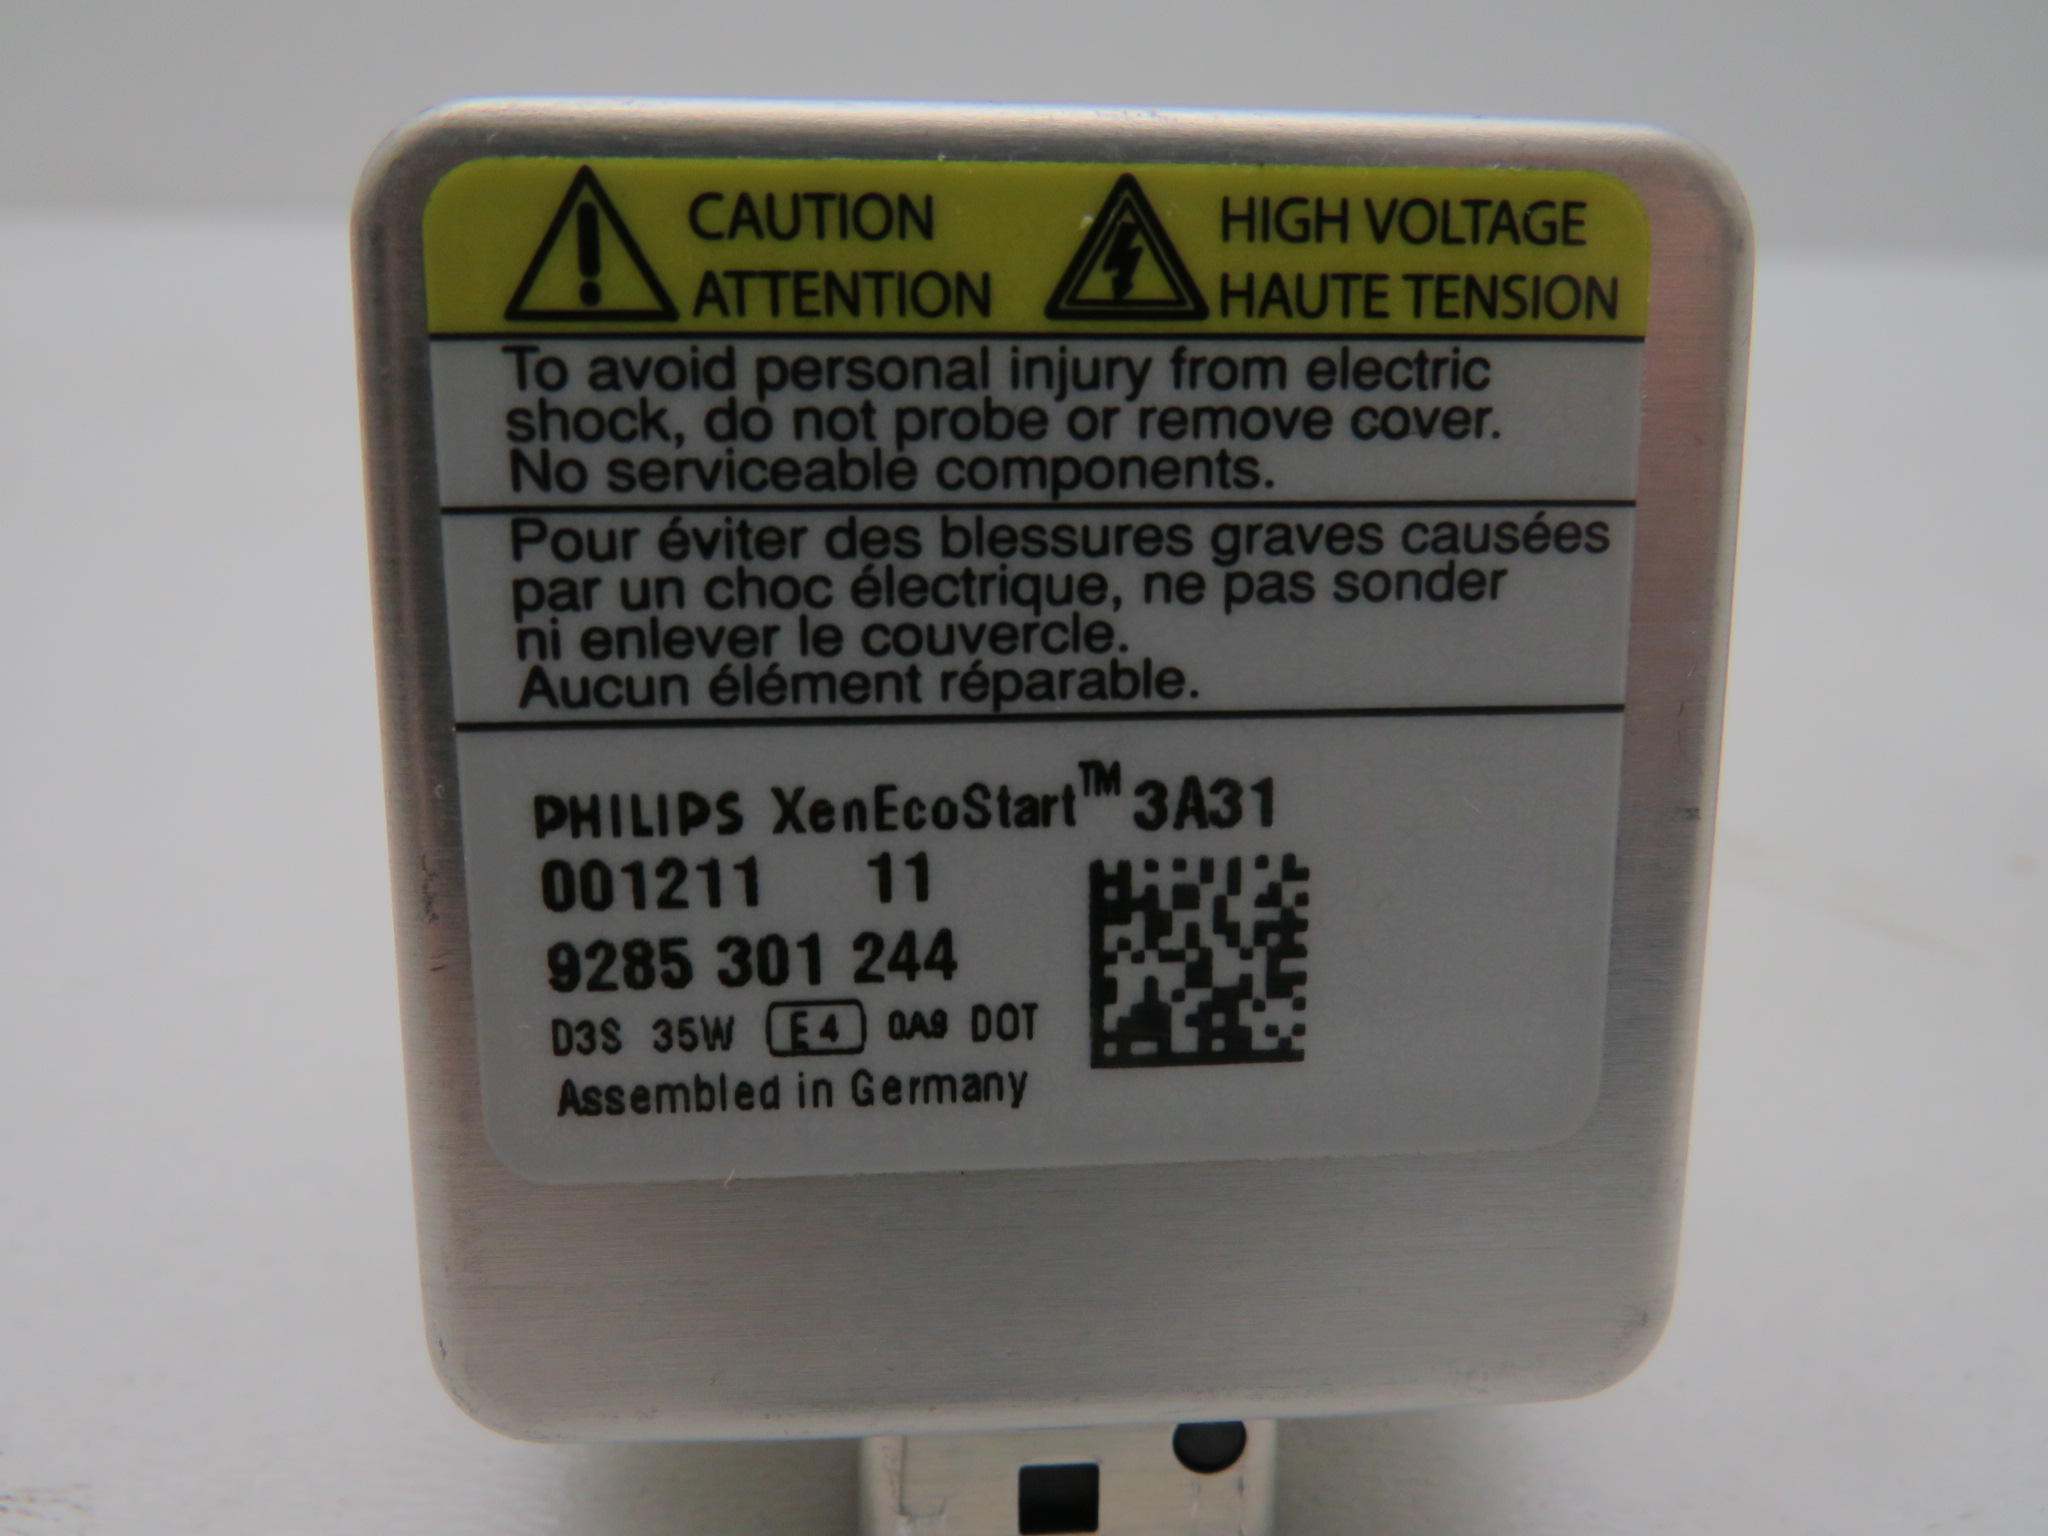 CAUTION
ATTENTION
HIGH VOLTAGE
HAUTE TENSION
To avoid personal injury from electric
shock, do not probe or remove cover.
No serviceable components.
Pour éviter des blessures graves causées
par un choc électrique, ne pas sonder
ni enlever le couvercle.
Aucun élément réparable.
PHILIPS XenEcoStart™ 3A31
001211 11
9285 301 244
D3S 35W E4 0A9 DOT
Assembled in Germany